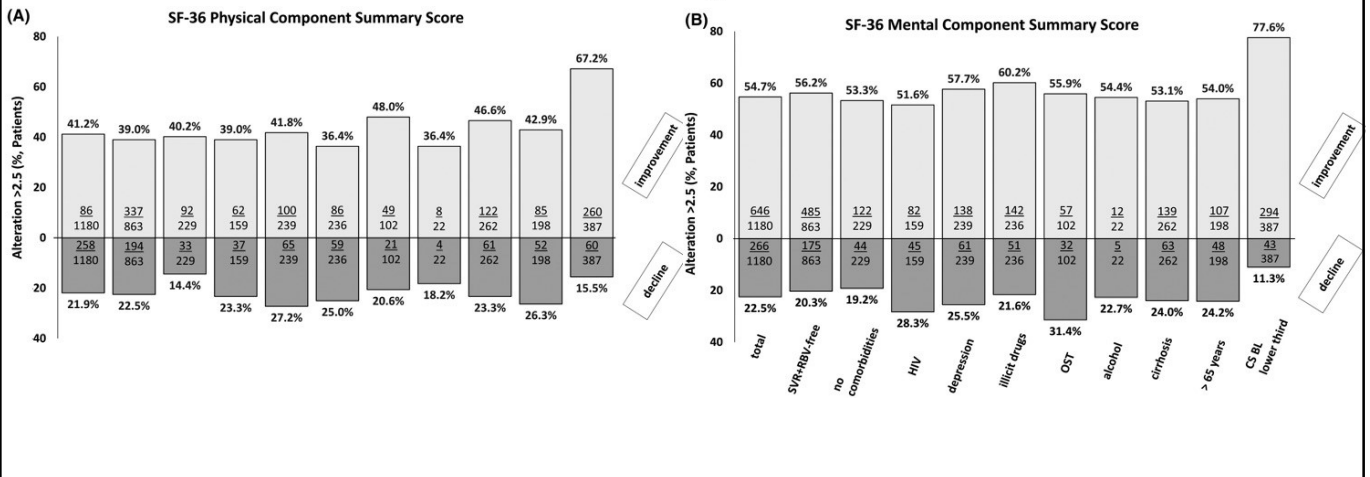 (A)
SF-36 Physical Component Summary Score
Alteration >2.5 (%, Patients)
80
60
40
20
0
20
40
41.2% 39.0% 40.2% 39.0% 41.8% 36.4% 48.0% 36.4% 46.6% 42.9% 67.2%
86 337 92 62 100 86 49 8 122 85 260
1180 863 229 159 239 236 102 22 262 198 387
258 194 33 37 65 59 21 4 61 52 60
1180 863 229 159 239 236 102 22 262 198 387
21.9% 22.5% 14.4% 23.3% 27.2% 25.0% 20.6% 18.2% 23.3% 26.3% 15.5%
improvement
decline
(B)
SF-36 Mental Component Summary Score
Alteration >2.5 (%, Patients)
80
60
40
20
0
20
40
54.7% 56.2% 53.3% 51.6% 57.7% 60.2% 55.9% 54.4% 53.1% 54.0% 77.6%
646 485 122 82 138 142 57 12 139 107 294
1180 863 229 159 239 236 102 22 262 198 387
266 175 44 45 61 51 32 5 63 48 43
1180 863 229 159 239 236 102 22 262 198 387
22.5% 20.3% 19.2% 28.3% 25.5% 21.6% 31.4% 22.7% 24.0% 24.2% 11.3%
improvement
decline
total
SVR+RBV-free
no
comorbidities
HIV
depression
illicit drugs
OST
alcohol
cirrhosis
> 65 years
CS BL
lower third